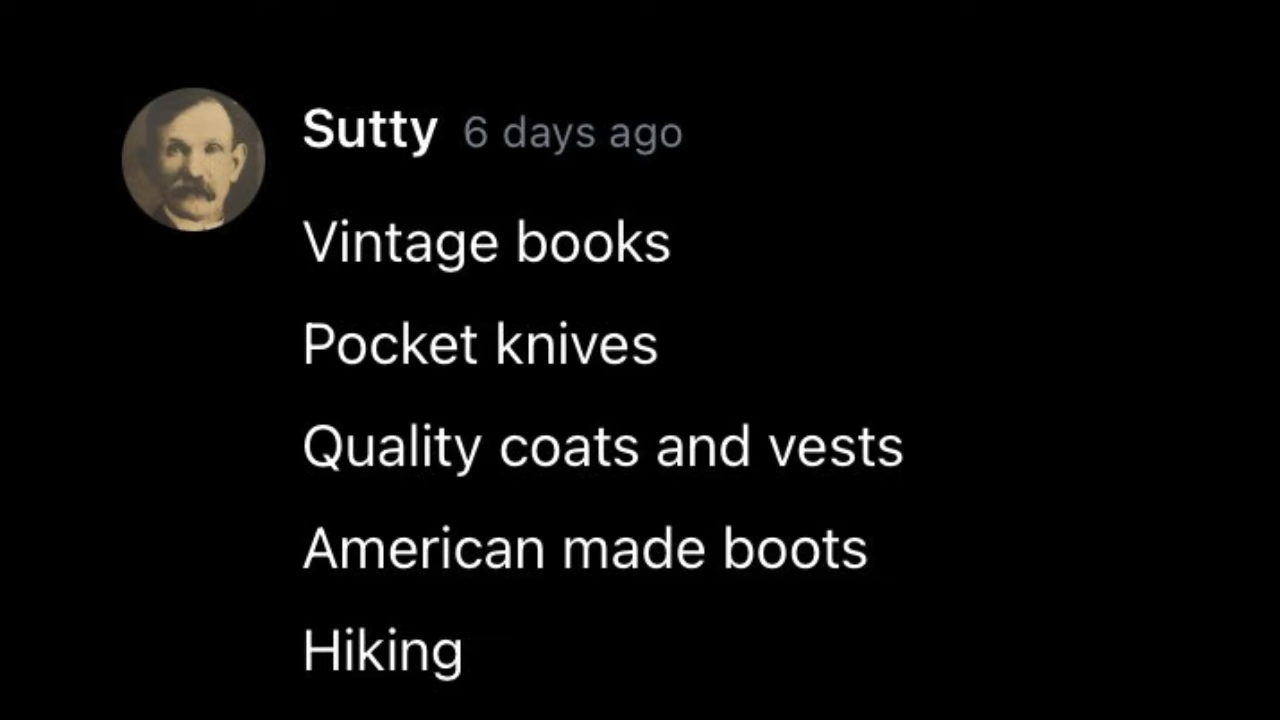 Sutty 6 days ago
Vintage books
Pocket knives
Quality coats and vests
American made boots
Hiking